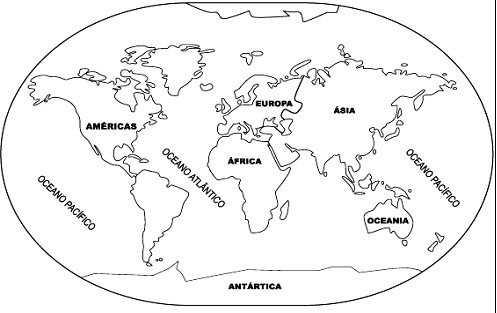 EUROPA
ÁSIA
AMÉRICAS
ÁFRICA
OCEANO ATLÂNTICO
OCEANO PACÍFICO
OCEANO PACÍFICO
OCEANIA
ANTÁRTICA